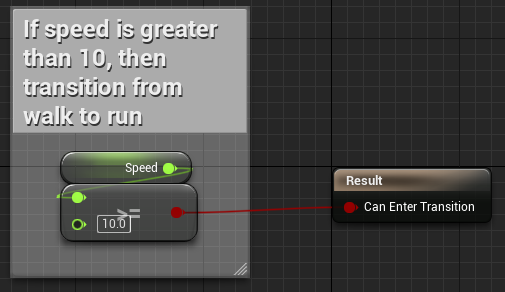 If speed is greater
than 10, then
transition from
walk to run
Speed
>=
10.0
Result
Can Enter Transition